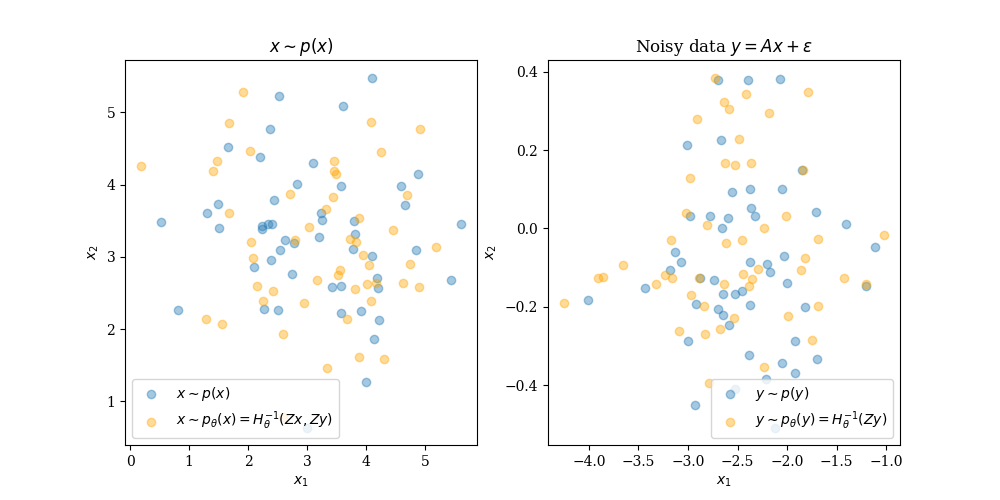 x ~ p(x)
Noisy data y = Ax + ε
x₂
5
4
3
2
1
0 1 2 3 4 5
x₁
x ~ p(x)
x ~ p_θ(x) = H_θ^{-1}(Zx, Zy)
x₂
0.4
0.2
0.0
−0.2
−0.4
−4.0 −3.5 −3.0 −2.5 −2.0 −1.5 −1.0
x₁
y ~ p(y)
y ~ p_θ(y) = H_θ^{-1}(Zy)